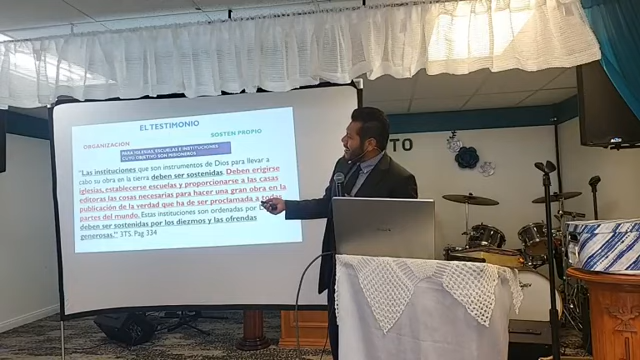 EL TESTIMONIO
ORGANIZACIÓN
SOSTEN PROPIO
PARA IGLESIAS, ESCUELAS E INSTITUCIONES
CUYO OBJETIVO SON MISIONEROS
"Las instituciones que son instrumentos de Dios para llevar a
cabo su obra en la tierra deben ser sostenidas. Deben erigirse
iglesias, establecerse escuelas y proporcionarse a las casas
editoras las cosas necesarias para hacer una gran obra en la
publicación de la verdad que ha de ser proclamada a todas
partes del mundo. Estas instituciones son ordenadas por
deben ser sostenidas por los diezmos y las ofrendas
generosas." 3TS. Pag 334
TO